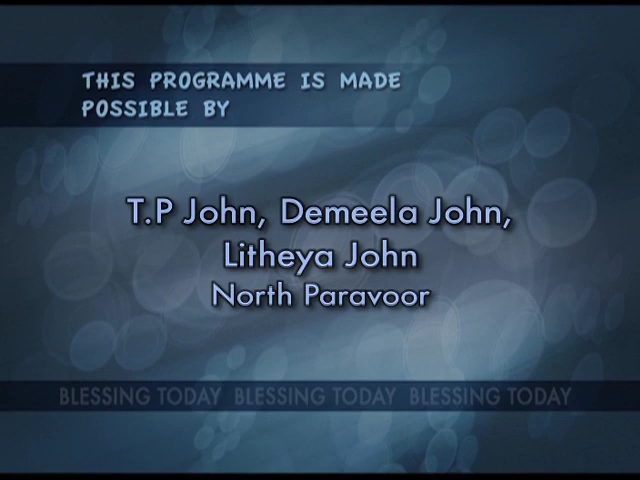 THIS PROGRAMME IS MADE
POSSIBLE BY
T.P John, Demeela John,
Litheya John
North Paravoor
BLESSING TODAY BLESSING TODAY BLESSING TODAY